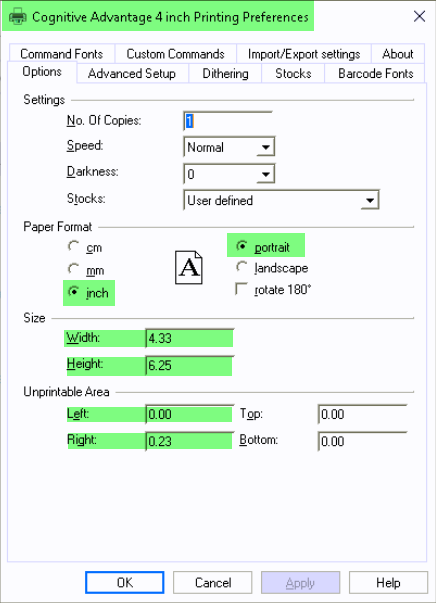 Cognitive Advantage 4 inch Printing Preferences
Command Fonts Custom Commands Import/Export settings About
Options Advanced Setup Dithering Stocks Barcode Fonts
Settings
No. Of Copies: 1
Speed: Normal
Darkness: 0
Stocks: User defined
Paper Format
cm portrait
mm A landscape
inch rotate 180°
Size
Width: 4.33
Height: 6.25
Unprintable Area
Left: 0.00 Top: 0.00
Right: 0.23 Bottom: 0.00
OK Cancel Apply Help